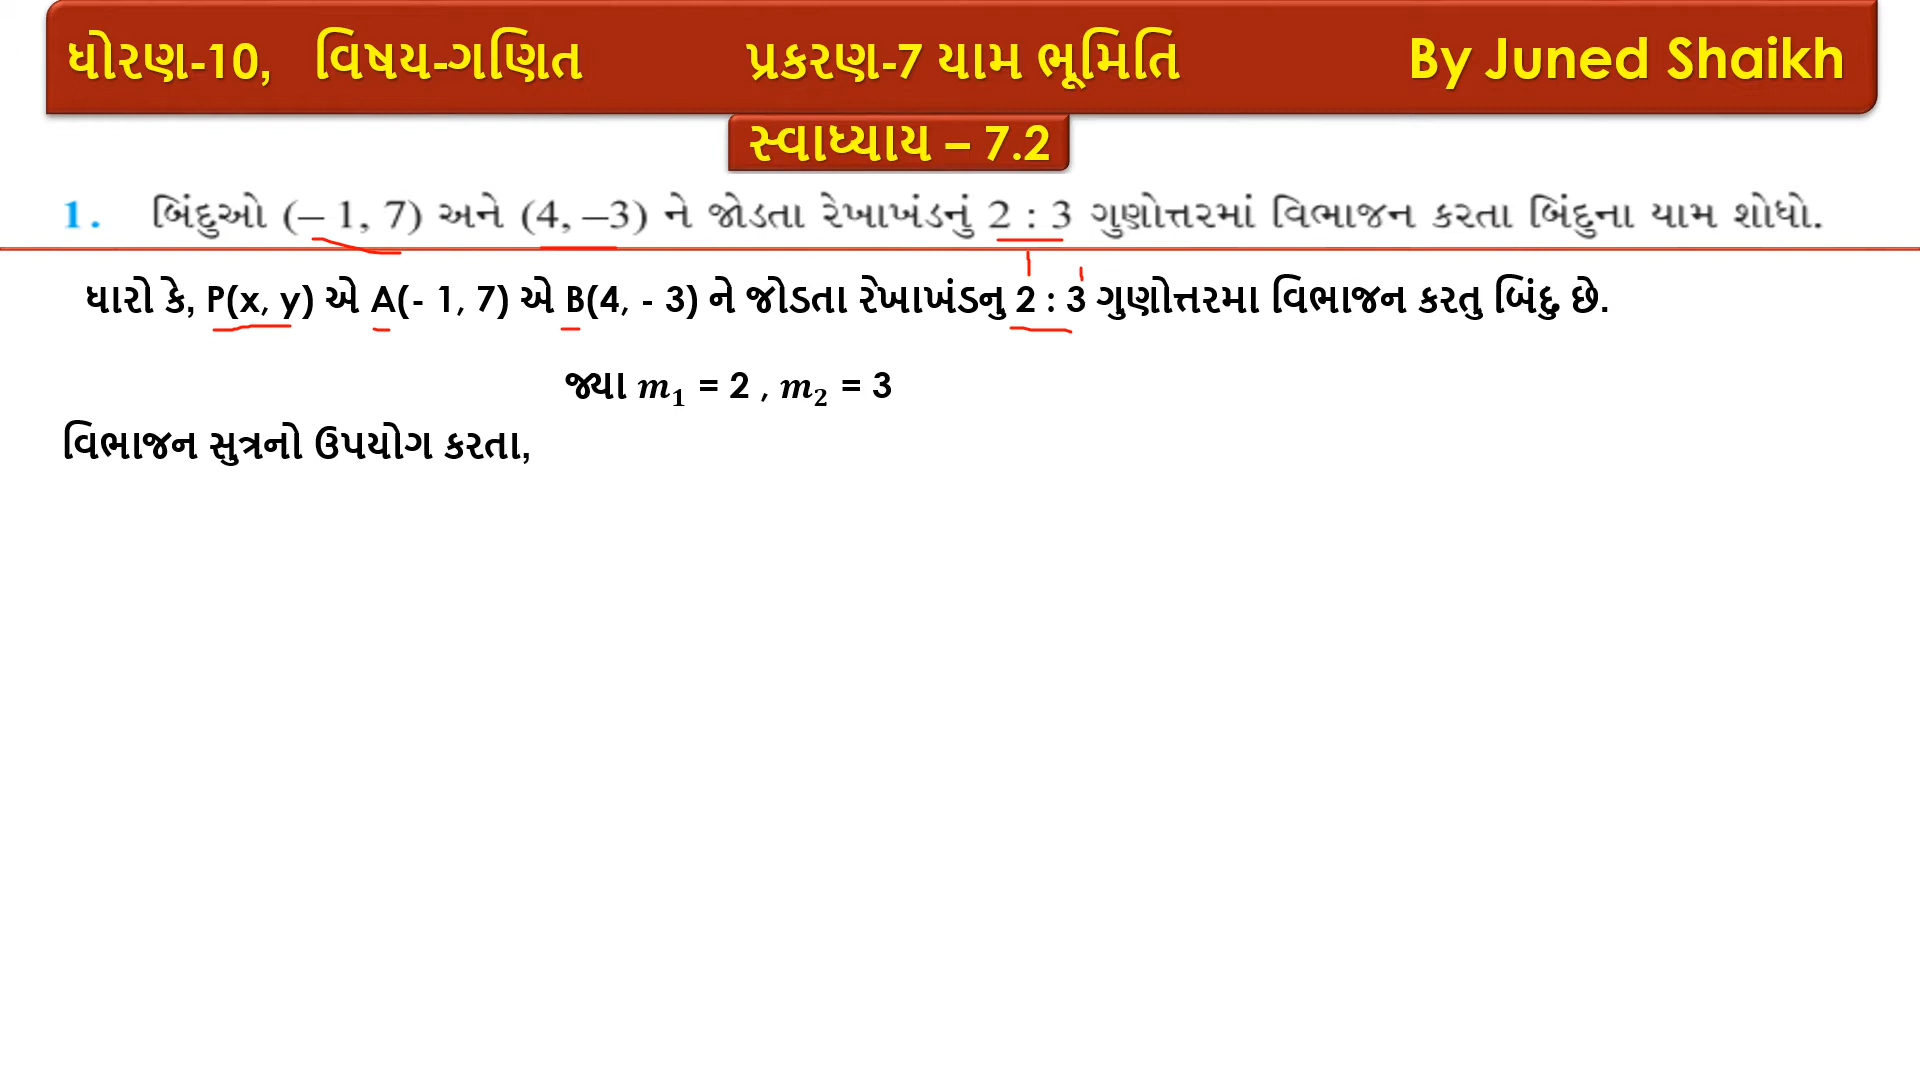 ધોરણ-10, વિષય-ગણિત પ્રકરણ-7 યામ ભૂમિતિ By Juned Shaikh
સ્વાધ્યાય – 7.2
1. બિંદુઓ (– 1, 7) અને (4, –3) ને જોડતા રેખાખંડનું 2 : 3 ગુણોત્તરમાં વિભાજન કરતા બિંદુના યામ શોધો.
ધારો કે, P(x, y) એ A(- 1, 7) એ B(4, - 3) ને જોડતા રેખાખંડનુ 2 : 3 ગુણોત્તરમા વિભાજન કરતુ બિંદુ છે.
જ્યા m₁ = 2 , m₂ = 3
વિભાજન સુત્રનો ઉપયોગ કરતા,